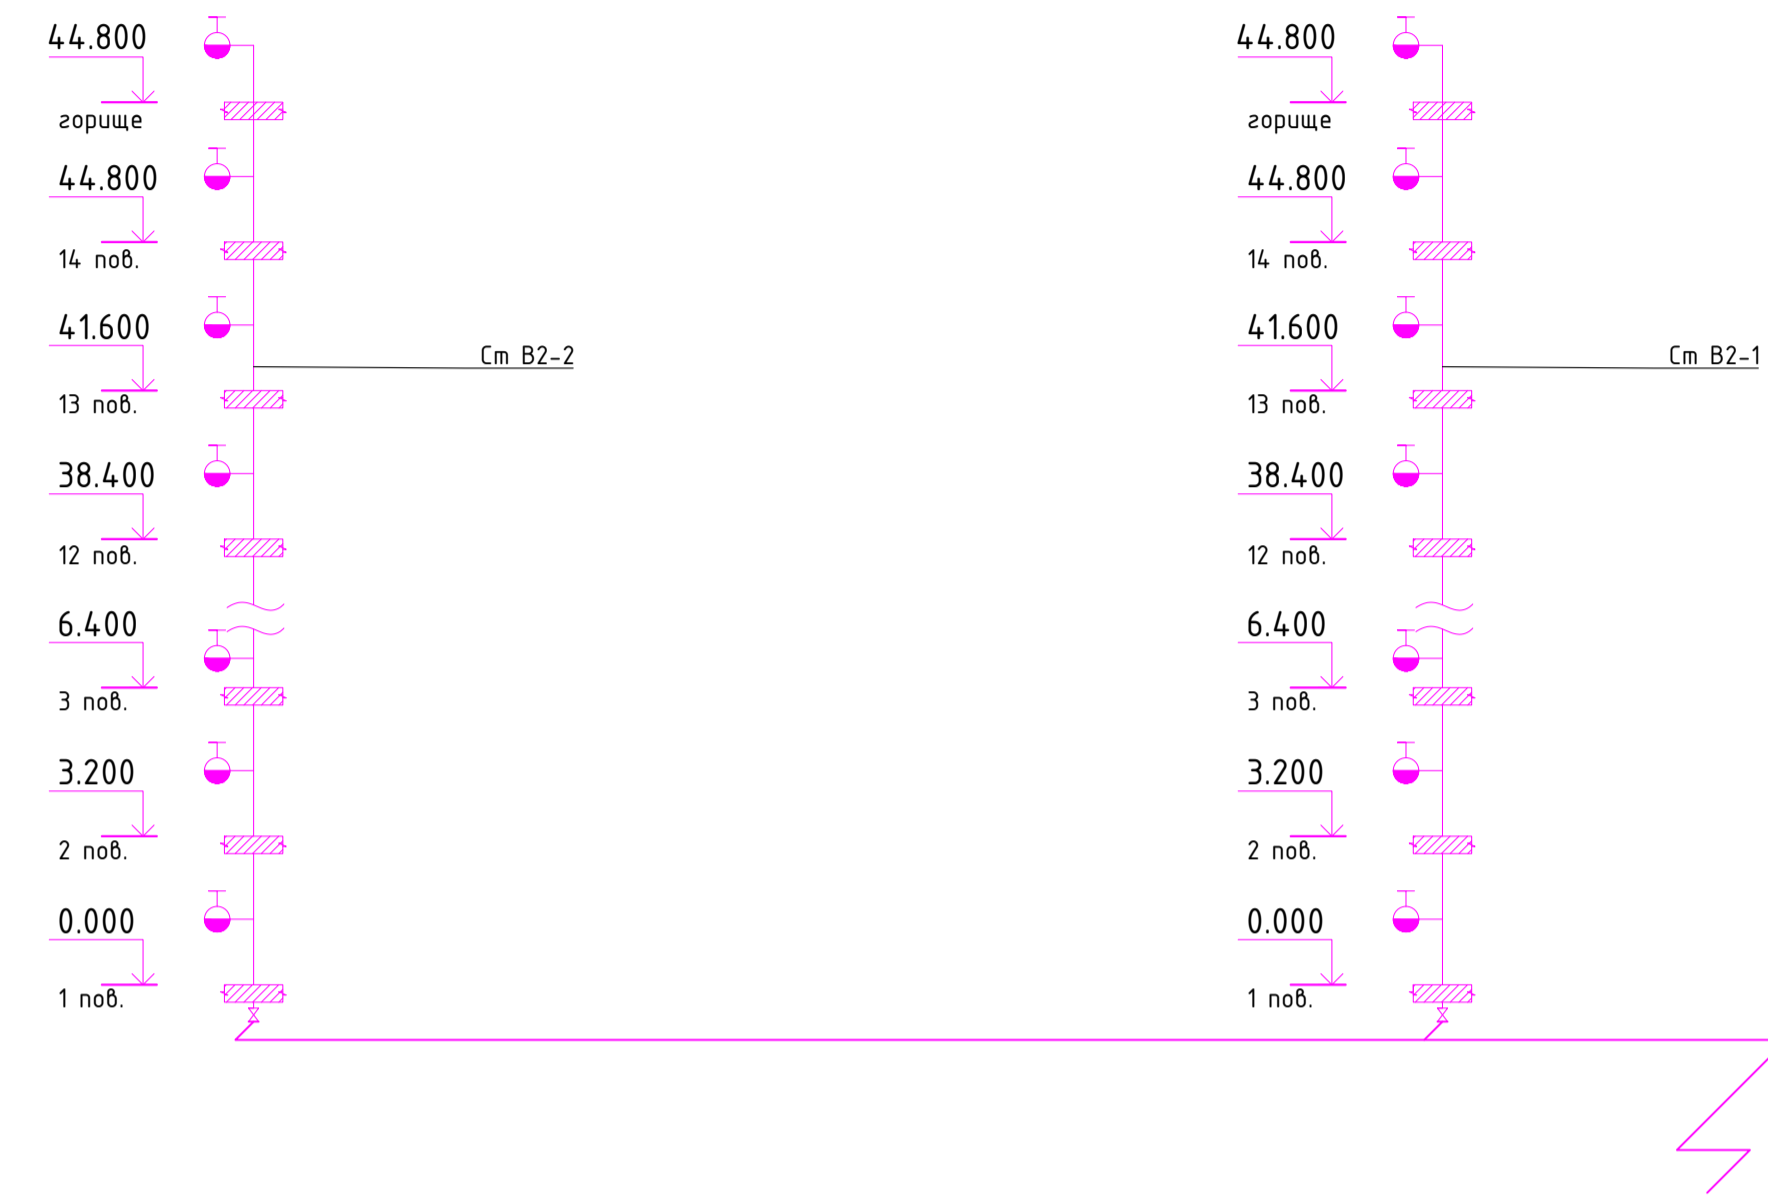 44.800
горище
44.800
14 пов.
41.600
13 пов.
38.400
12 пов.
6.400
3 пов.
3.200
2 пов.
0.000
1 пов.
Ст В2-2
44.800
горище
44.800
14 пов.
41.600
13 пов.
38.400
12 пов.
6.400
3 пов.
3.200
2 пов.
0.000
1 пов.
Ст В2-1